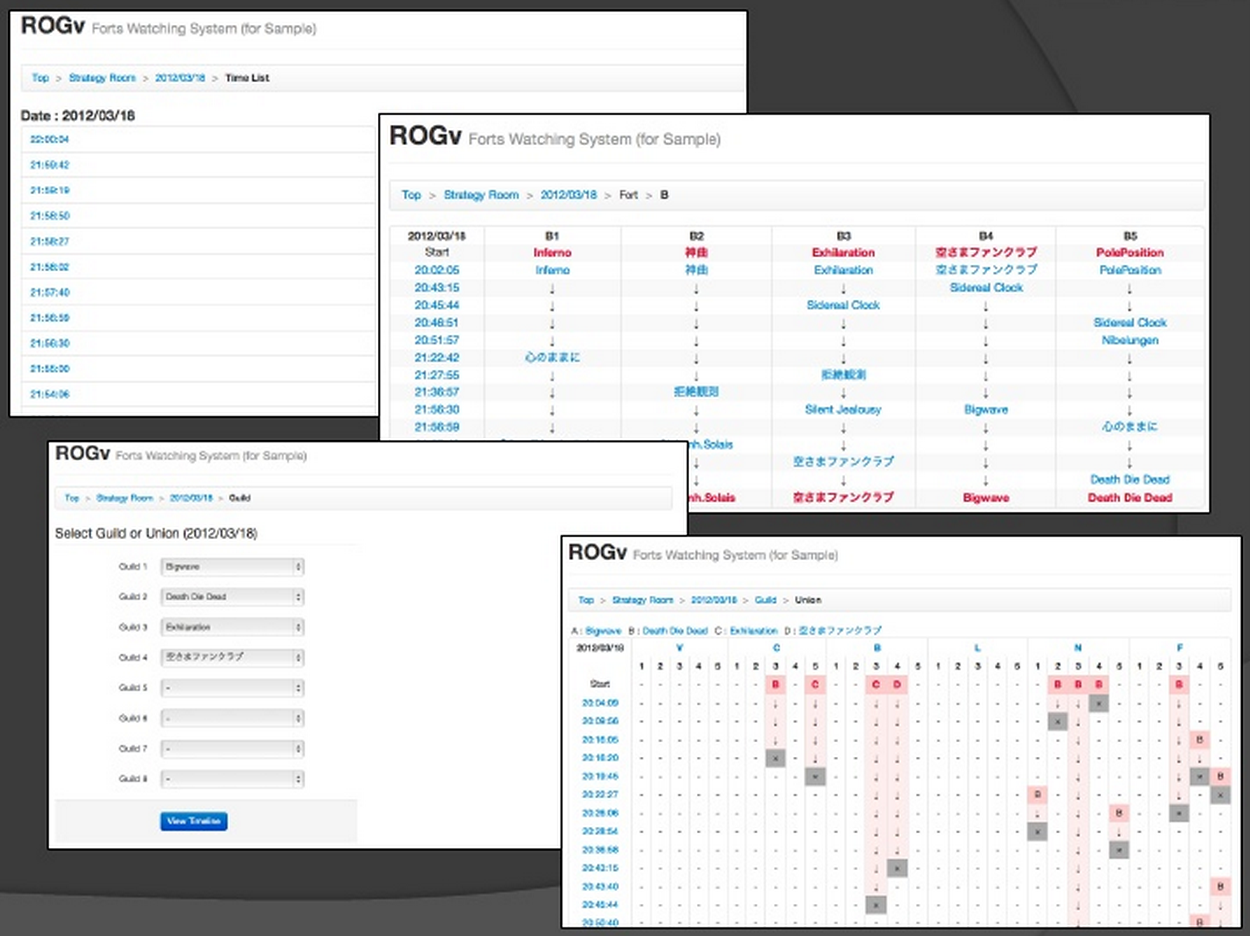 ROGv Forts Watching System (for Sample)
Top > Strategy Room > 2012/03/18 > Time List
Date : 2012/03/18
22:00:04
21:59:42
21:59:19
21:58:50
21:58:27
21:58:02
21:57:40
21:56:59
21:56:30
21:55:00
21:54:06
ROGv Forts Watching System (for Sample)
Top > Strategy Room > 2012/03/18 > Fort > B
2012/03/18 B1 B2 B3 B4 B5
Start Inferno 神曲 Exhilaration 空さまファンクラブ PolePosition
20:02:05 Inferno 神曲 Exhilaration 空さまファンクラブ PolePosition
20:43:15 ↓ ↓ ↓ Sidereal Clock ↓
20:45:44 ↓ ↓ Sidereal Clock ↓ ↓
20:46:51 ↓ ↓ ↓ ↓ Sidereal Clock
20:51:57 ↓ ↓ ↓ ↓ Nibelungen
21:22:42 心のままに ↓ ↓ ↓ ↓
21:27:55 ↓ ↓ 拒絶観測 ↓ ↓
21:36:57 ↓ 拒絶観測 ↓ ↓ ↓
21:56:30 ↓ ↓ Silent Jealousy Bigwave ↓
21:56:59 ↓ ↓ ↓ ↓ 心のままに
nh.Solais ↓ ↓ ↓
↓ 空さまファンクラブ ↓ ↓
↓ ↓ ↓ Death Die Dead
nh.Solais 空さまファンクラブ Bigwave Death Die Dead
ROGv Forts Watching System (for Sample)
Top > Strategy Room > 2012/03/18 > Guild
Select Guild or Union (2012/03/18)
Guild 1 Bigwave
Guild 2 Death Die Dead
Guild 3 Exhilaration
Guild 4 空さまファンクラブ
Guild 5 -
Guild 6 -
Guild 7 -
Guild 8 -
View Timeline
ROGv Forts Watching System (for Sample)
Top > Strategy Room > 2012/03/18 > Guild > Union
A : Bigwave B : Death Die Dead C : Exhilaration D : 空さまファンクラブ
2012/03/18 V C B L N F
1 2 3 4 5 1 2 3 4 5 1 2 3 4 5 1 2 3 4 5 1 2 3 4 5 1 2 3 4 5
Start - - - - - - - B - C - - C D - - - - - - - B B B - - - B - -
20:04:09
20:09:56
20:16:05
20:18:20
20:19:45
20:22:27
20:26:06
20:28:54
20:36:58
20:42:15
20:43:40
20:45:44
20:50:40